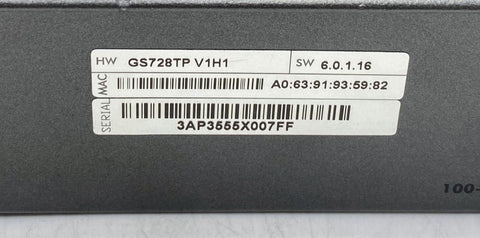 HW GS728TP V1H1 SW 6.0.1.16
MAC A0:63:91:93:59:82
SERIAL 3AP3555X007FF
100-